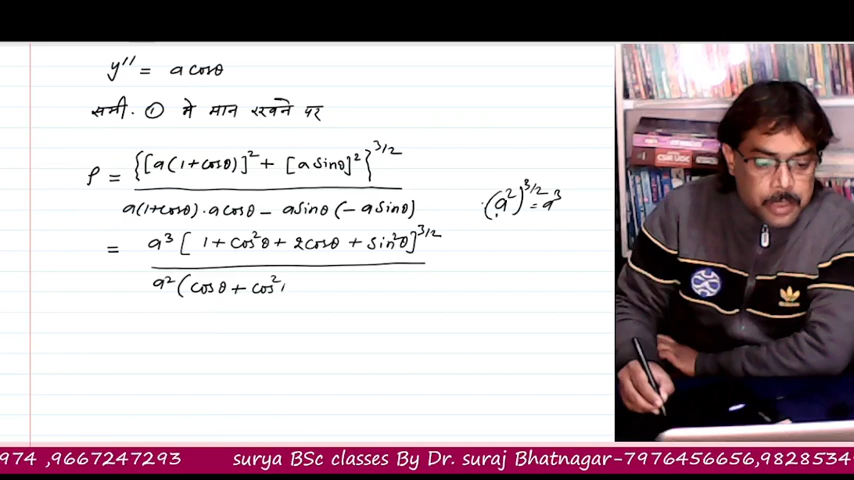 y'' = a cosθ
समी. ① में मान रखने पर
ρ = {[a(1+cosθ)]² + [a sinθ]²}^3/2
a(1+cosθ) . a cosθ - a sinθ (- a sinθ)
(a²)^3/2 = a³
= a³ [ 1 + cos²θ + 2cosθ + sin²θ]^3/2
a² (cosθ + cos²
974 ,9667247293 surya BSc classes By Dr. suraj Bhatnagar-7976456656,98285349